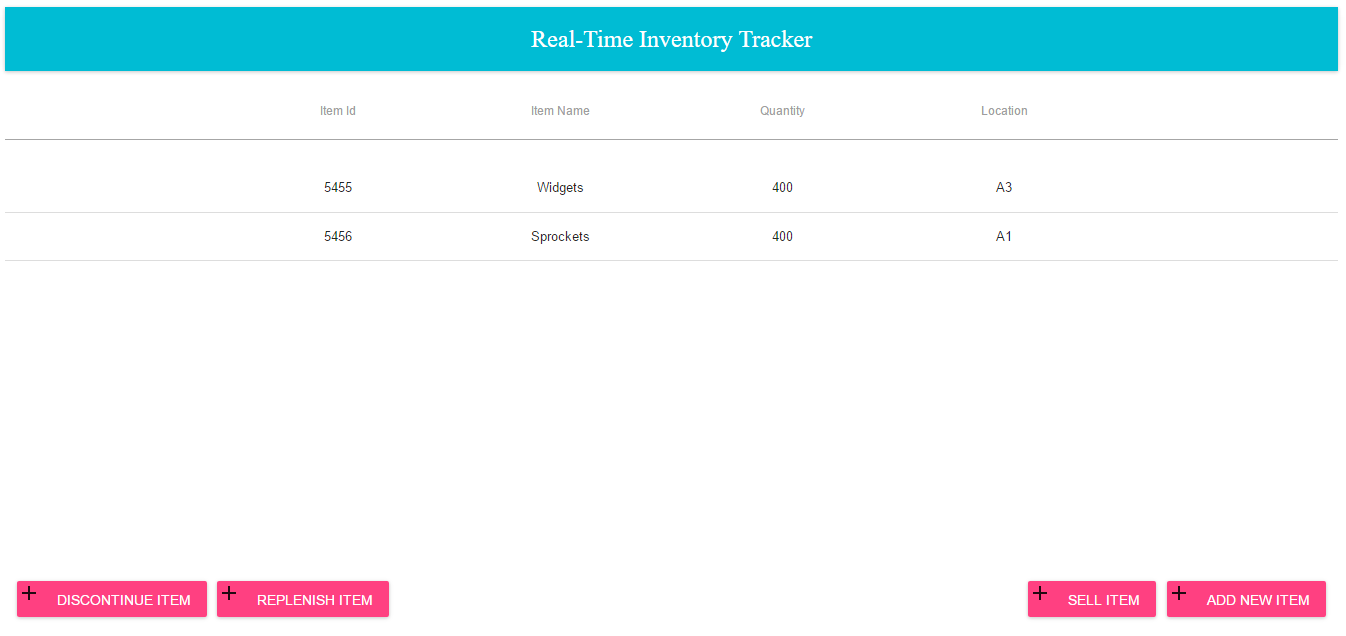 Real-Time Inventory Tracker
Item Id Item Name Quantity Location
5455 Widgets 400 A3
5456 Sprockets 400 A1
DISCONTINUE ITEM REPLENISH ITEM SELL ITEM ADD NEW ITEM